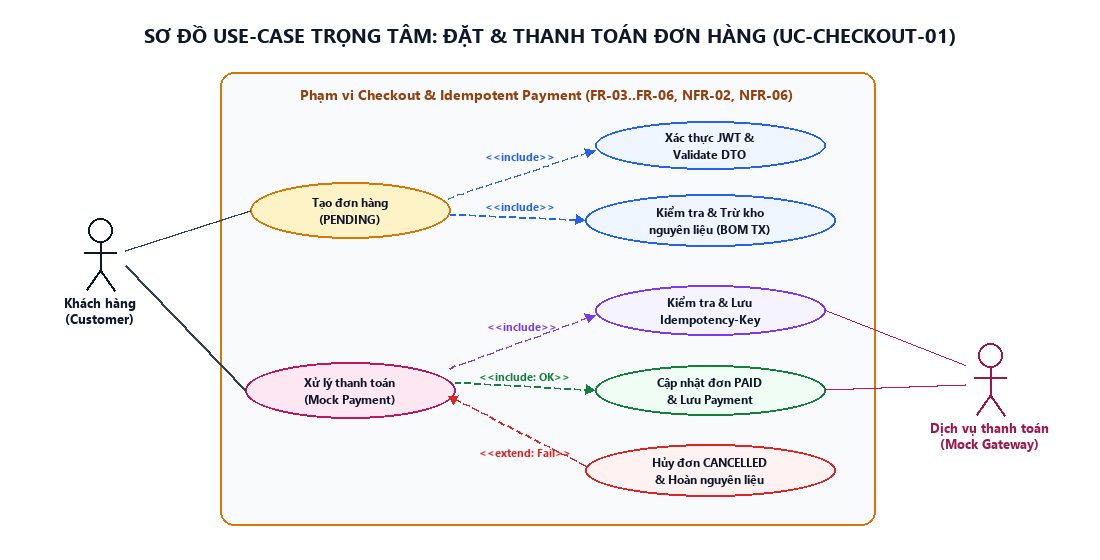 SƠ ĐỒ USE-CASE TRỌNG TÂM: ĐẶT & THANH TOÁN ĐƠN HÀNG (UC-CHECKOUT-01)
Phạm vi Checkout & Idempotent Payment (FR-03..FR-06, NFR-02, NFR-06)
Xác thực JWT &
Validate DTO
<<include>>
Tạo đơn hàng
(PENDING)
<<include>>
Kiểm tra & Trừ kho
nguyên liệu (BOM TX)
Khách hàng
(Customer)
Kiểm tra & Lưu
Idempotency-Key
<<include>>
Xử lý thanh toán
(Mock Payment)
<<include: OK>>
Cập nhật đơn PAID
& Lưu Payment
Dịch vụ thanh toán
(Mock Gateway)
<<extend: Fail>>
Hủy đơn CANCELLED
& Hoàn nguyên liệu